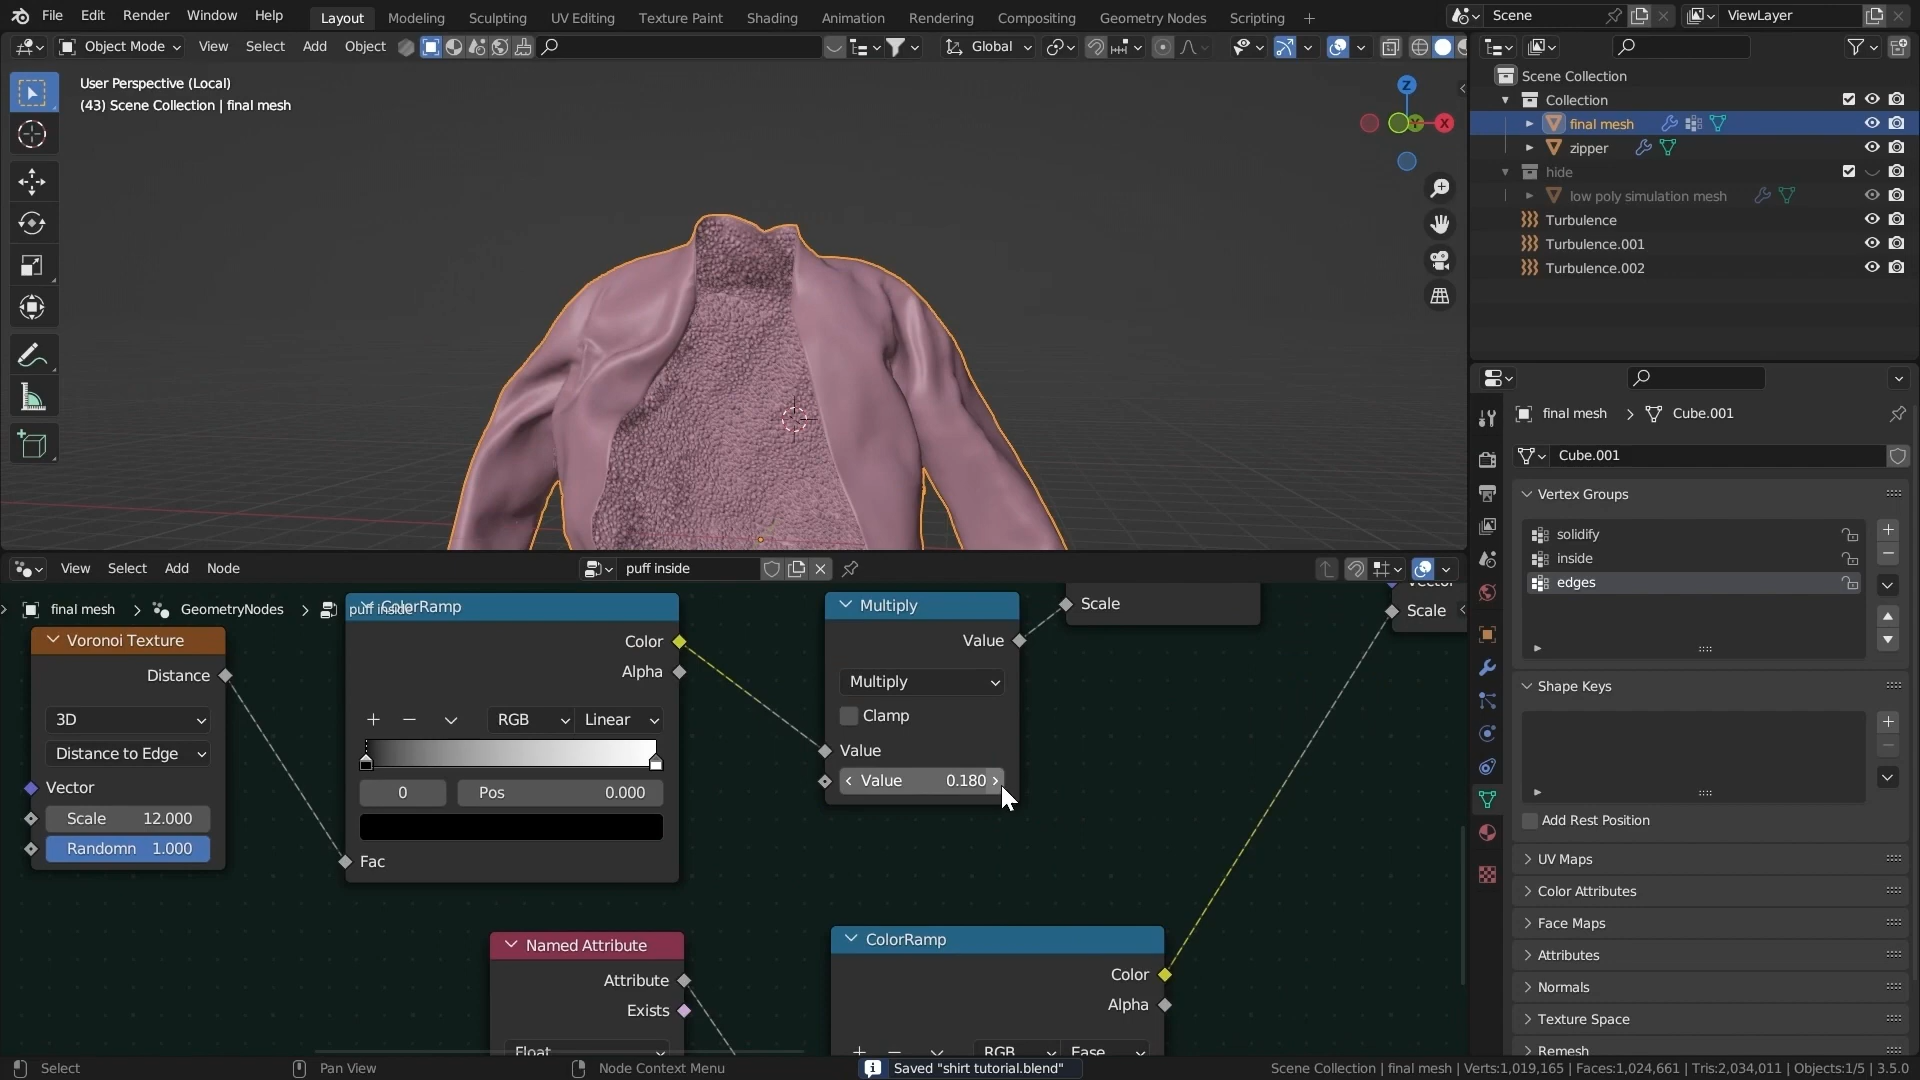 File Edit Render Window Help
Layout Modeling Sculpting UV Editing Texture Paint Shading Animation Rendering Compositing Geometry Nodes Scripting +
Scene
ViewLayer
Object Mode View Select Add Object
Global
User Perspective (Local)
(43) Scene Collection | final mesh
Z
X
Scene Collection
Collection
final mesh
zipper
hide
low poly simulation mesh
Turbulence
Turbulence.001
Turbulence.002
final mesh > Cube.001
Cube.001
Vertex Groups
solidify
inside
edges
Shape Keys
Add Rest Position
UV Maps
Color Attributes
Face Maps
Attributes
Normals
Texture Space
Remesh
View Select Add Node
puff inside
final mesh > GeometryNodes > puff inside
Voronoi Texture
Distance
3D
Distance to Edge
Vector
Scale 12.000
Randomn 1.000
ColorRamp
Color
Alpha
RGB
Linear
0
Pos 0.000
Fac
Multiply
Value
Multiply
Clamp
Value
Value 0.180
Scale
Vector
Scale
Named Attribute
Attribute
Exists
Float
ColorRamp
Color
Alpha
RGB
Ease
Select
Pan View
Node Context Menu
Saved "shirt tutorial.blend"
Scene Collection | final mesh | Verts:1,019,165 | Faces:1,024,661 | Tris:2,034,011 | Objects:1/5 | 3.5.0